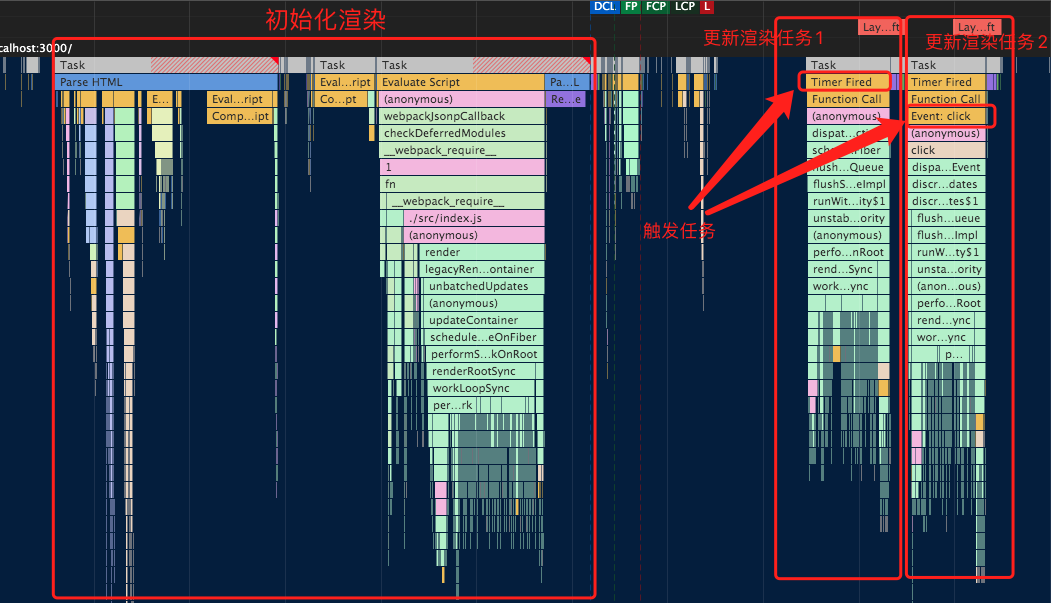 DCL FP FCP LCP L
初始化渲染
Lay…ft
Lay…ft
更新渲染任务1
更新渲染任务2
calhost:3000/
Task
Task
Task
Task
Task
Parse HTML
Eval…ript
Evaluate Script
Pa…L
Timer Fired
Timer Fired
E…
Eval…ript
Co…pt
(anonymous)
Re…e
Function Call
Function Call
Comp…ipt
webpackJsonpCallback
(anonymous)
Event: click
checkDeferredModules
dispat…
(anonymous)
__webpack_require__
click
1
Queue
dispa…Event
fn
flushS…eImpl
discr…dates
__webpack_require__
runWit…ity$1
discr…tes$1
./src/index.js
unstab…ority
flush…ueue
触发任务
(anonymous)
(anonymous)
flush…Impl
render
perfo…nRoot
runW…ty$1
legacyRen…ontainer
rend…Sync
unsta…ority
unbatchedUpdates
work…ync
(anon…ous)
(anonymous)
perfo…Root
updateContainer
rend…ync
schedule…eOnFiber
wor…ync
performS…kOnRoot
p…
renderRootSync
workLoopSync
per…rk